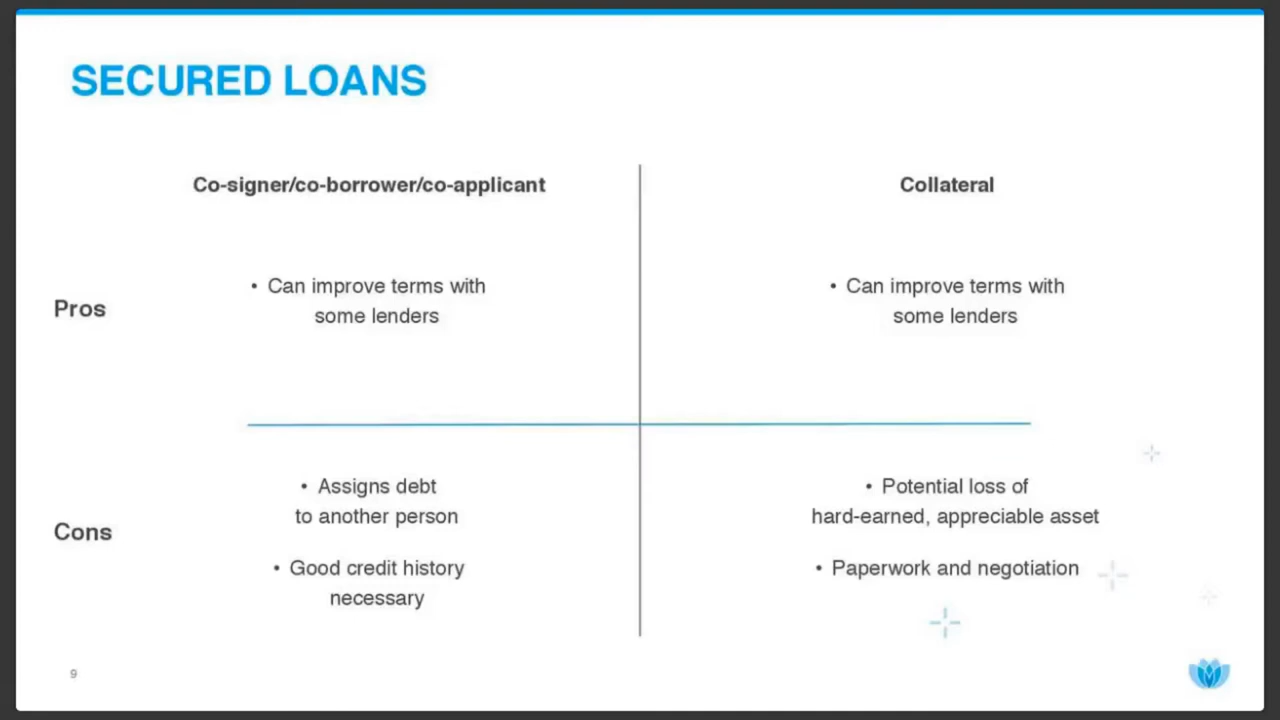 SECURED LOANS
Co-signer/co-borrower/co-applicant
Collateral
Pros
• Can improve terms with
some lenders
• Can improve terms with
some lenders
Cons
• Assigns debt
to another person
• Good credit history
necessary
• Potential loss of
hard-earned, appreciable asset
• Paperwork and negotiation
9